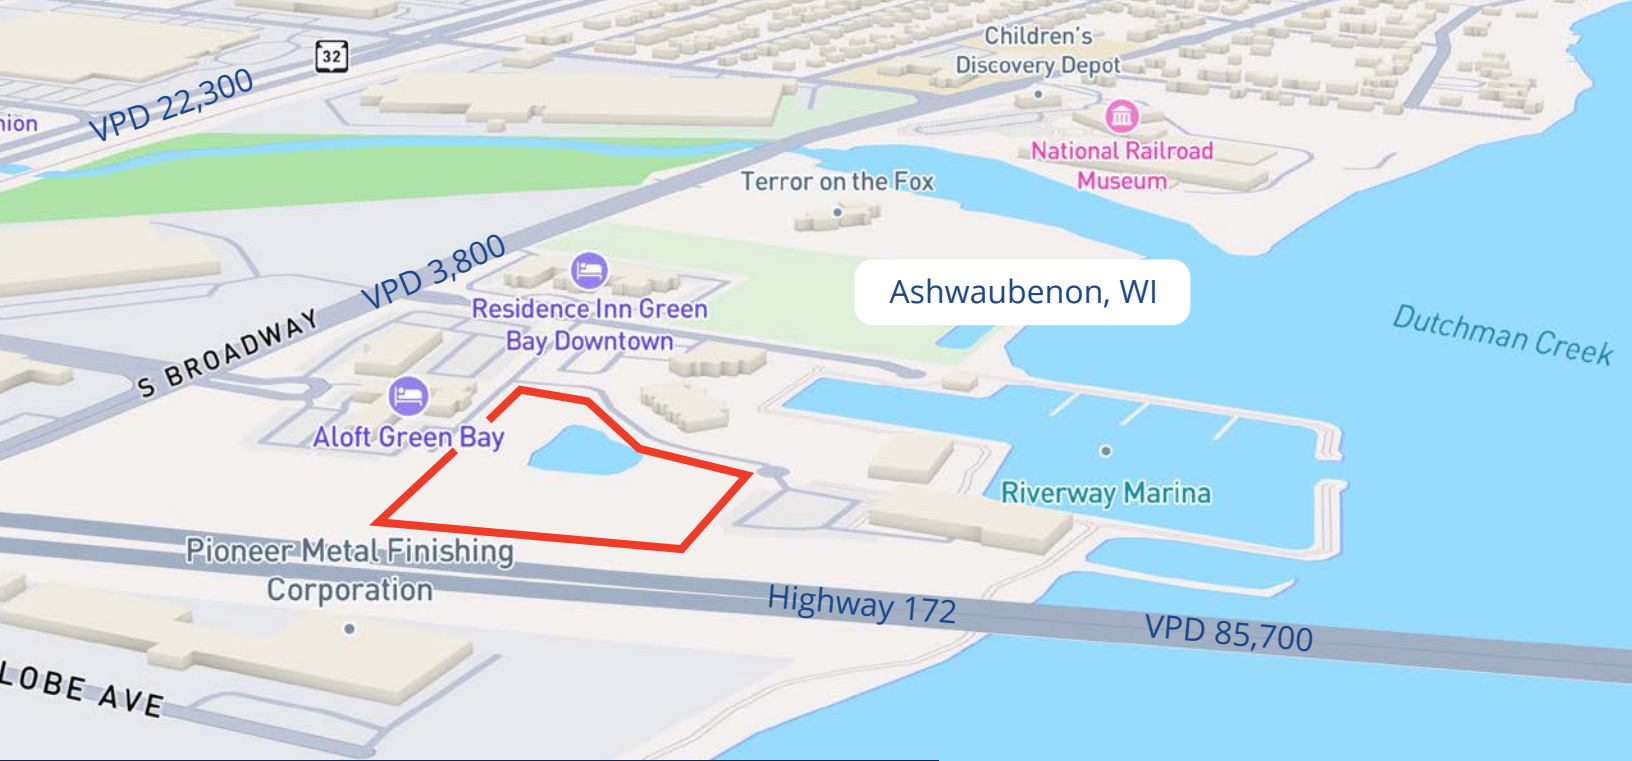 Children's
Discovery Depot
32
VPD 22,300
nion
National Railroad
Museum
Terror on the Fox
VPD 3,800
Residence Inn Green
Bay Downtown
Ashwaubenon, WI
Dutchman Creek
S BROADWAY
Aloft Green Bay
Riverway Marina
Pioneer Metal Finishing
Corporation
Highway 172
VPD 85,700
LOBE AVE